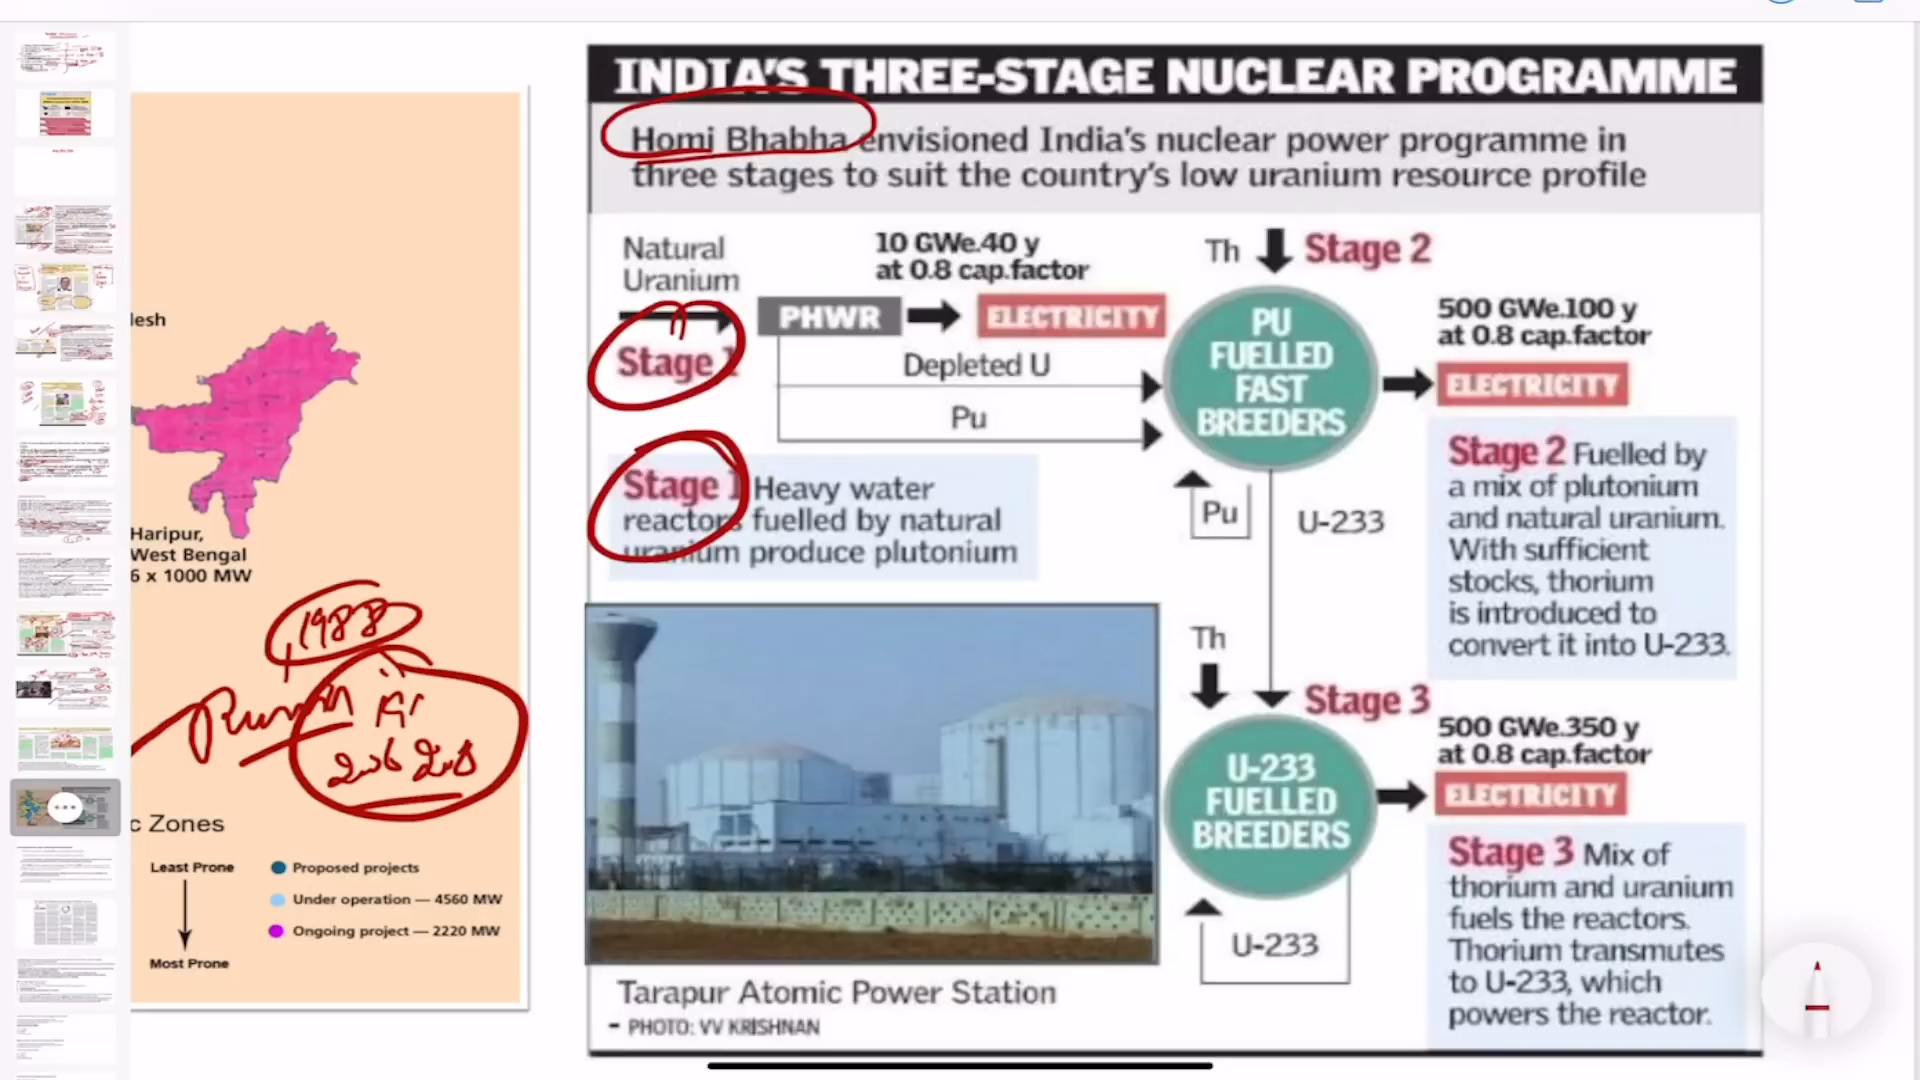 lesh
Haripur,
West Bengal
6 x 1000 MW
1988
c Zones
Least Prone
Most Prone
Proposed projects
Under operation — 4560 MW
Ongoing project — 2220 MW
INDIA'S THREE-STAGE NUCLEAR PROGRAMME
Homi Bhabha envisioned India's nuclear power programme in
three stages to suit the country's low uranium resource profile
Natural
Uranium
Stage 1
PHWR
10 GWe.40 y
at 0.8 cap.factor
ELECTRICITY
Depleted U
Pu
Th
Stage 2
PU
FUELLED
FAST
BREEDERS
500 GWe.100 y
at 0.8 cap.factor
ELECTRICITY
Stage 1 Heavy water
reactors fuelled by natural
uranium produce plutonium
Pu
U-233
Stage 2 Fuelled by
a mix of plutonium
and natural uranium.
With sufficient
stocks, thorium
is introduced to
convert it into U-233.
Th
Stage 3
U-233
FUELLED
BREEDERS
500 GWe.350 y
at 0.8 cap.factor
ELECTRICITY
U-233
Stage 3 Mix of
thorium and uranium
fuels the reactors.
Thorium transmutes
to U-233, which
powers the reactor.
Tarapur Atomic Power Station
- PHOTO: VV KRISHNAN